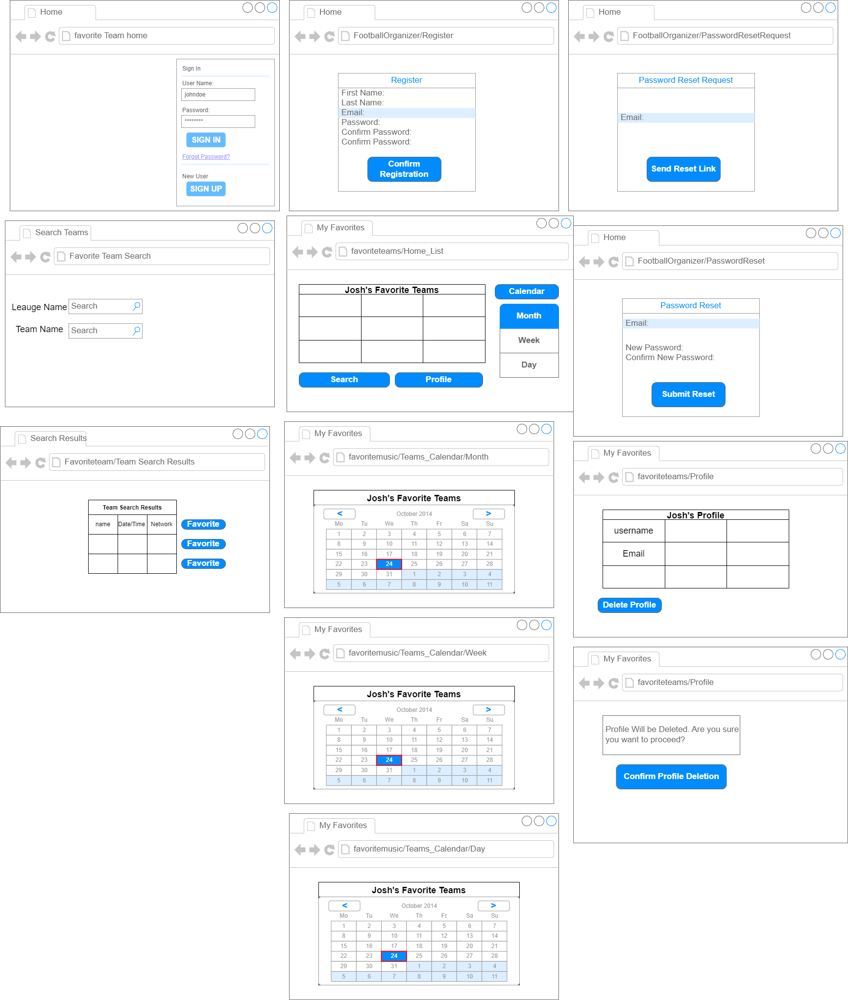 Home
favorite Team home
Sign In
User Name:
johndoe
Password:
********
SIGN IN
Forgot Password?
New User
SIGN UP
Home
FootballOrganizer/Register
Register
First Name:
Last Name:
Email:
Password:
Confirm Password:
Confirm Password:
Confirm
Registration
Home
FootballOrganizer/PasswordResetRequest
Password Reset Request
Email:
Send Reset Link
Search Teams
Favorite Team Search
Leauge Name Search
Team Name Search
My Favorites
favoriteteams/Home_List
Josh's Favorite Teams
Calendar
Month
Week
Day
Search Profile
Home
FootballOrganizer/PasswordReset
Password Reset
Email:
New Password:
Confirm New Password:
Submit Reset
Search Results
Favoriteteam/Team Search Results
Team Search Results
name Date/Time Network Favorite
Favorite
Favorite
My Favorites
favoritemusic/Teams_Calendar/Month
Josh's Favorite Teams
< October 2014 >
Mo Tu We Th Fr Sa Su
1 2 3 4 5 6 7
8 9 10 11 12 13 14
15 16 17 18 19 20 21
22 23 24 25 26 27 28
29 30 31 1 2 3 4
5 6 7 8 9 10 11
My Favorites
favoriteteams/Profile
Josh's Profile
username
Email
Delete Profile
My Favorites
favoritemusic/Teams_Calendar/Week
Josh's Favorite Teams
< October 2014 >
Mo Tu We Th Fr Sa Su
1 2 3 4 5 6 7
8 9 10 11 12 13 14
15 16 17 18 19 20 21
22 23 24 25 26 27 28
29 30 31 1 2 3 4
5 6 7 8 9 10 11
My Favorites
favoriteteams/Profile
Profile Will be Deleted. Are you sure
you want to proceed?
Confirm Profile Deletion
My Favorites
favoritemusic/Teams_Calendar/Day
Josh's Favorite Teams
< October 2014 >
Mo Tu We Th Fr Sa Su
1 2 3 4 5 6 7
8 9 10 11 12 13 14
15 16 17 18 19 20 21
22 23 24 25 26 27 28
29 30 31 1 2 3 4
5 6 7 8 9 10 11